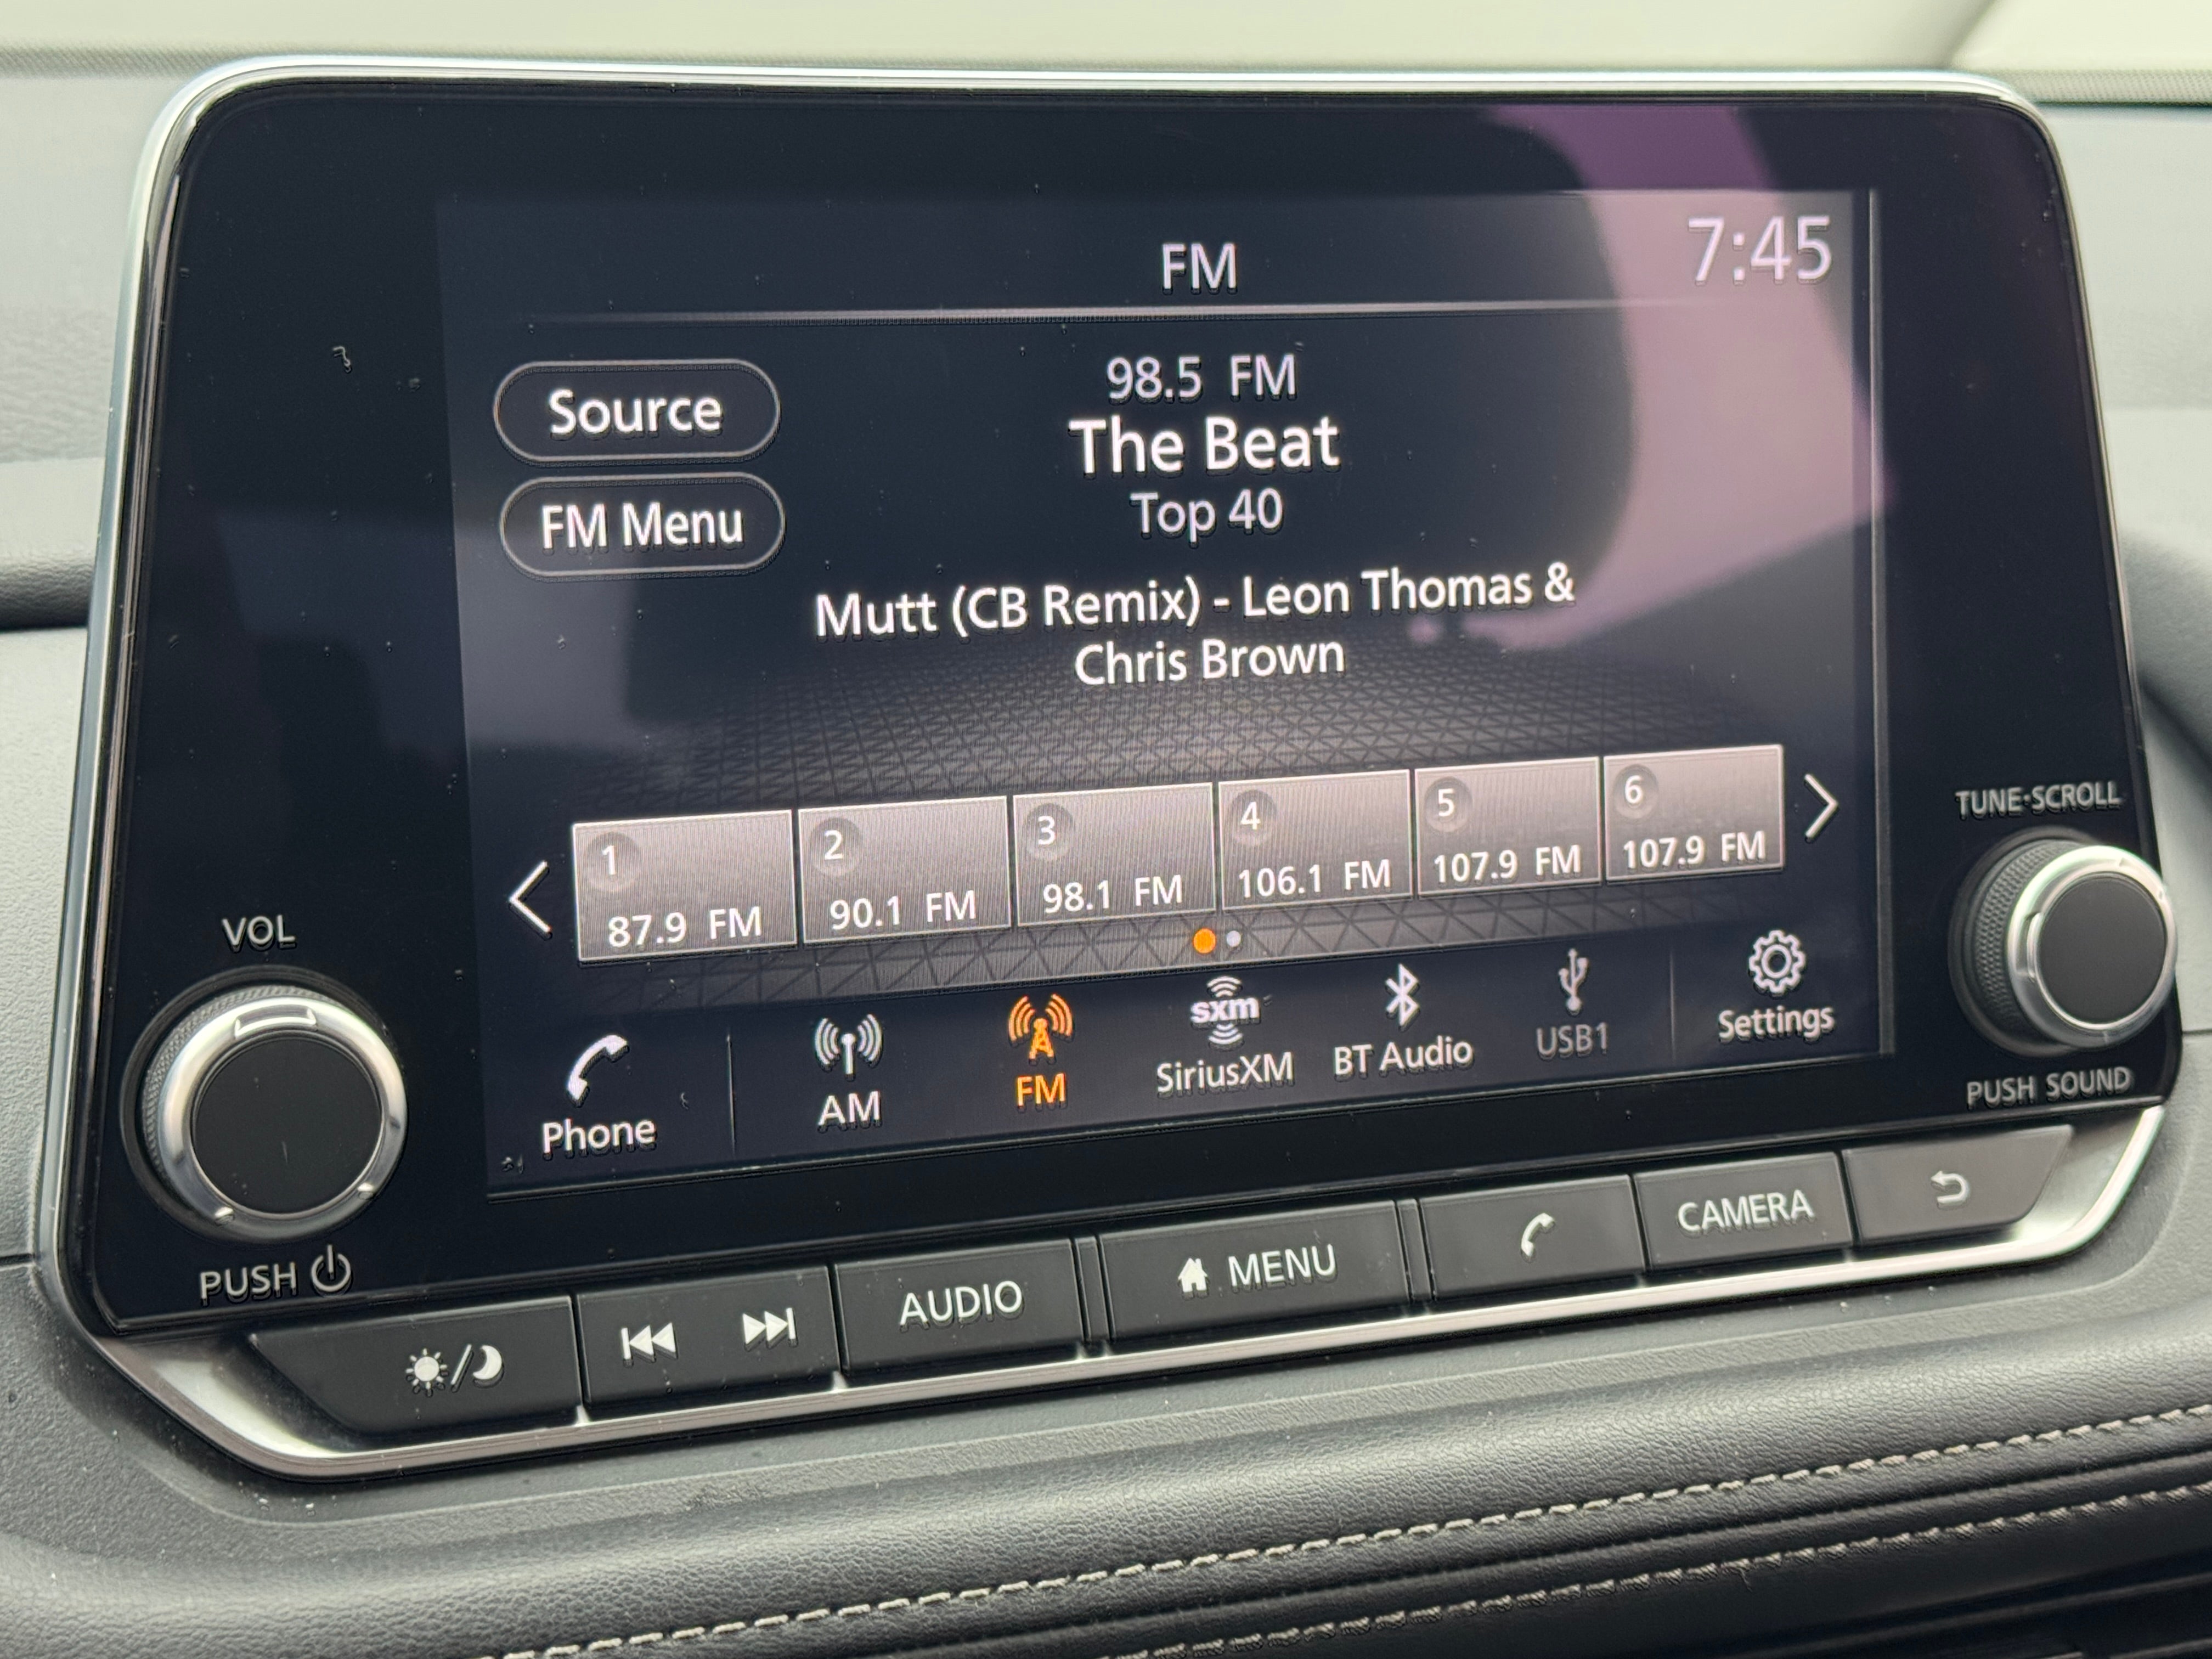 FM
7:45
Source
98.5 FM
The Beat
FM Menu
Top 40
Mutt (CB Remix) - Leon Thomas &
Chris Brown
1
87.9 FM
2
90.1 FM
3
98.1 FM
4
106.1 FM
5
107.9 FM
6
107.9 FM
Phone
AM
FM
sxm
SiriusXM
BT Audio
USB1
Settings
VOL
PUSH
TUNE·SCROLL
PUSH SOUND
AUDIO
MENU
CAMERA